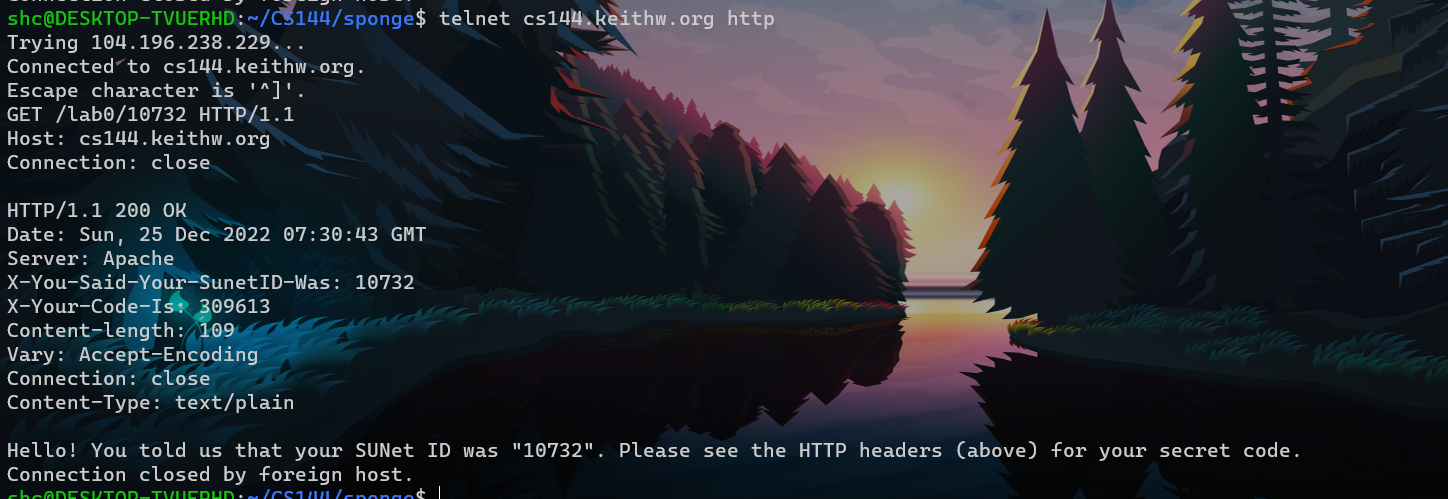 shc@DESKTOP-TVUERHD:~/CS144/sponge$ telnet cs144.keithw.org http
Trying 104.196.238.229...
Connected to cs144.keithw.org.
Escape character is '^]'.
GET /lab0/10732 HTTP/1.1
Host: cs144.keithw.org
Connection: close

HTTP/1.1 200 OK
Date: Sun, 25 Dec 2022 07:30:43 GMT
Server: Apache
X-You-Said-Your-SunetID-Was: 10732
X-Your-Code-Is: 309613
Content-length: 109
Vary: Accept-Encoding
Connection: close
Content-Type: text/plain

Hello! You told us that your SUNet ID was "10732". Please see the HTTP headers (above) for your secret code.
Connection closed by foreign host.
shc@DESKTOP-TVUERHD:~/CS144/sponge$